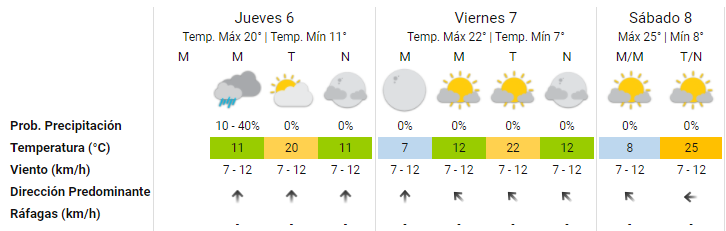 Jueves 6 Viernes 7 Sábado 8
Temp. Máx 20° | Temp. Mín 11° Temp. Máx 22° | Temp. Mín 7° Máx 25° | Mín 8°
M M T N M M T N M/M T/N
Prob. Precipitación 10 - 40% 0% 0% 0% 0% 0% 0% 0% 0%
Temperatura (°C) 11 20 11 7 12 22 12 8 25
Viento (km/h) 7 - 12 7 - 12 7 - 12 7 - 12 7 - 12 7 - 12 7 - 12 7 - 12 7 - 12
Dirección Predominante
Ráfagas (km/h)
- - - - - - - - -